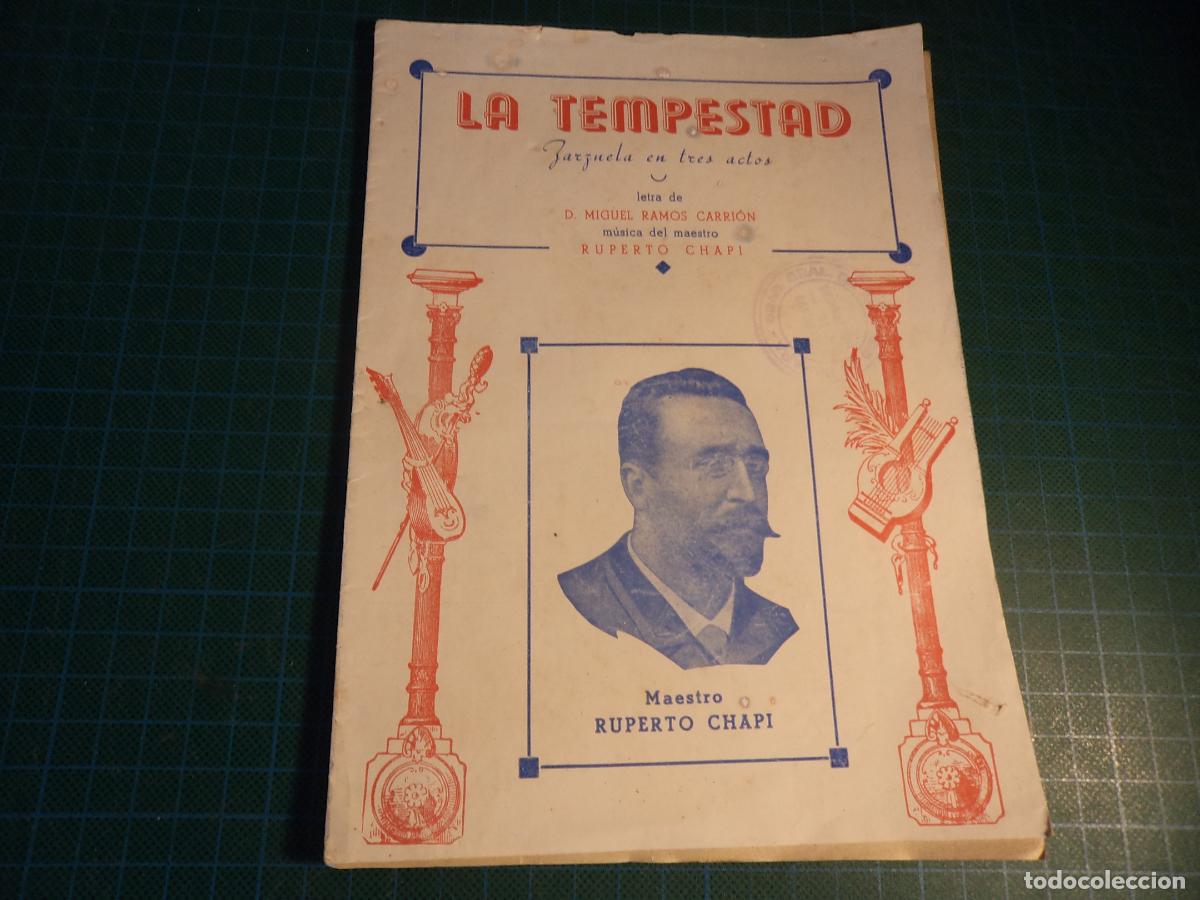 LA TEMPESTAD
Zarzuela en tres actos
letra de
D. MIGUEL RAMOS CARRIÓN
música del maestro
RUPERTO CHAPI
Maestro
RUPERTO CHAPI
todocoleccion